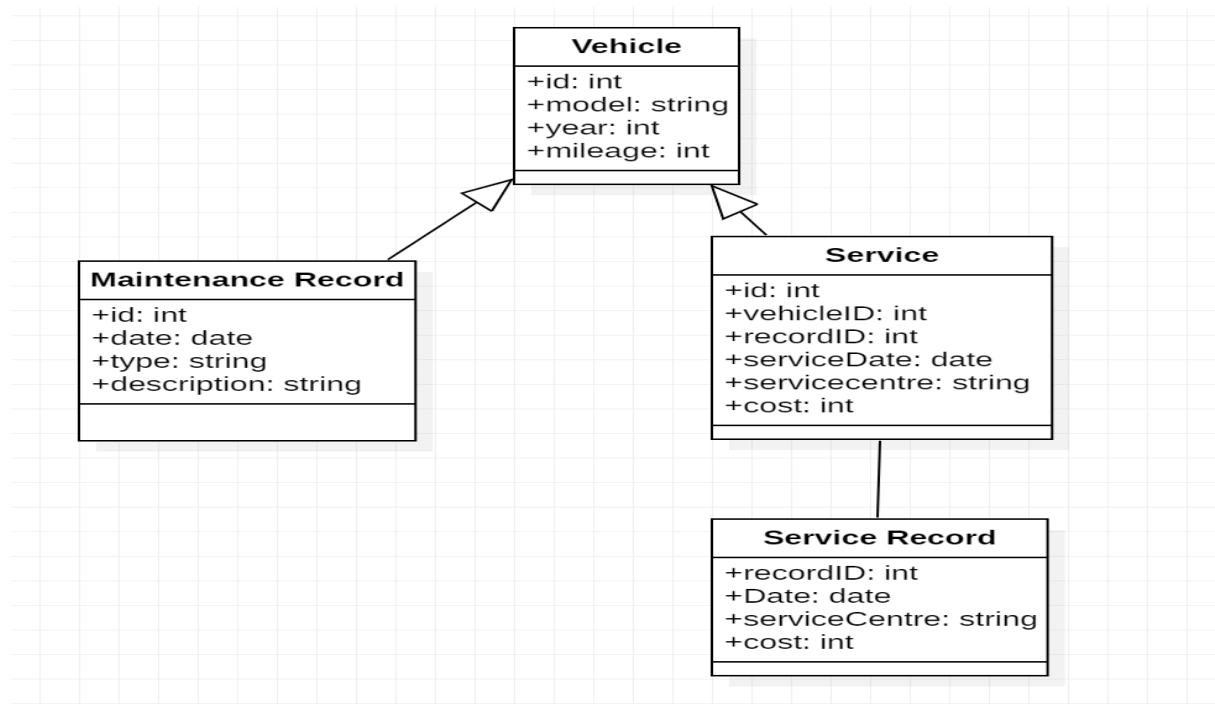 Vehicle
+id: int
+model: string
+year: int
+mileage: int
Maintenance Record
+id: int
+date: date
+type: string
+description: string
Service
+id: int
+vehicleID: int
+recordID: int
+serviceDate: date
+servicecentre: string
+cost: int
Service Record
+recordID: int
+Date: date
+serviceCentre: string
+cost: int